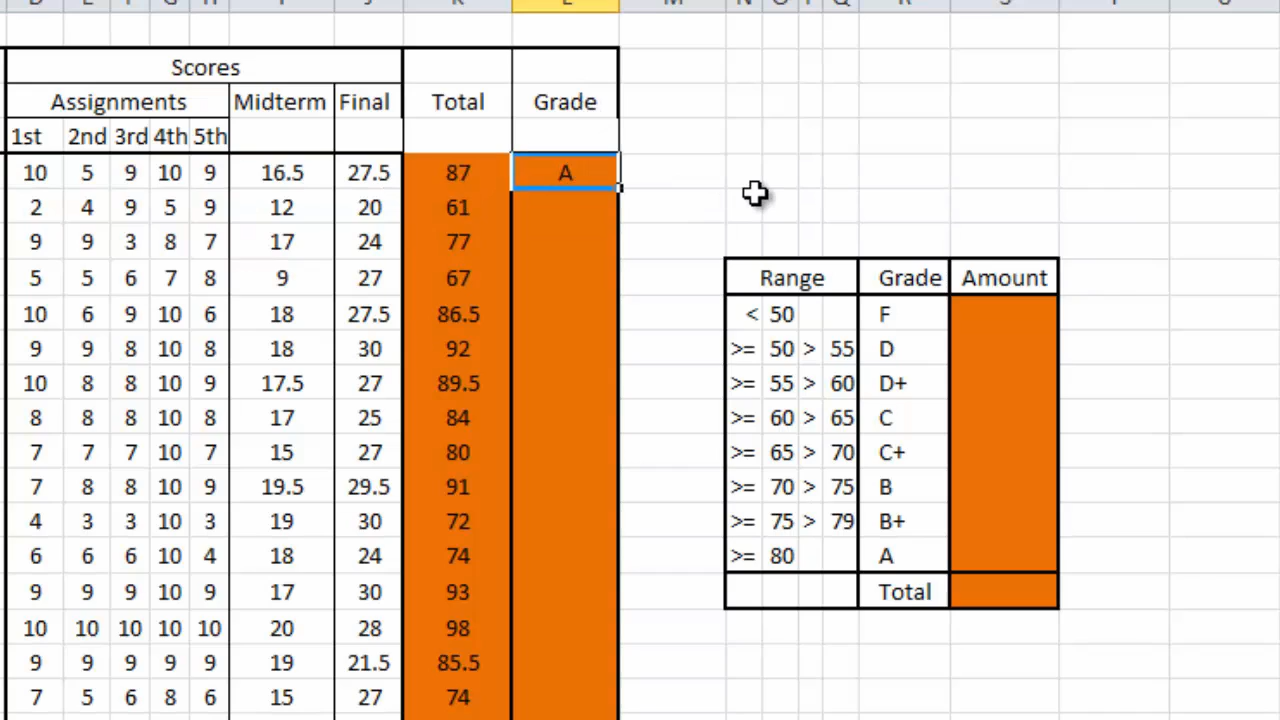 Scores
Assignments Midterm Final Total Grade
1st 2nd 3rd 4th 5th
10 5 9 10 9 16.5 27.5 87 A
2 4 9 5 9 12 20 61
9 9 3 8 7 17 24 77
5 5 6 7 8 9 27 67 Range Grade Amount
10 6 9 10 6 18 27.5 86.5 < 50 F
9 9 8 10 8 18 30 92 >= 50 > 55 D
10 8 8 10 9 17.5 27 89.5 >= 55 > 60 D+
8 8 8 10 8 17 25 84 >= 60 > 65 C
7 7 7 10 7 15 27 80 >= 65 > 70 C+
7 8 8 10 9 19.5 29.5 91 >= 70 > 75 B
4 3 3 10 3 19 30 72 >= 75 > 79 B+
6 6 6 10 4 18 24 74 >= 80 A
9 9 9 10 9 17 30 93 Total
10 10 10 10 10 20 28 98
9 9 9 9 9 19 21.5 85.5
7 5 6 8 6 15 27 74